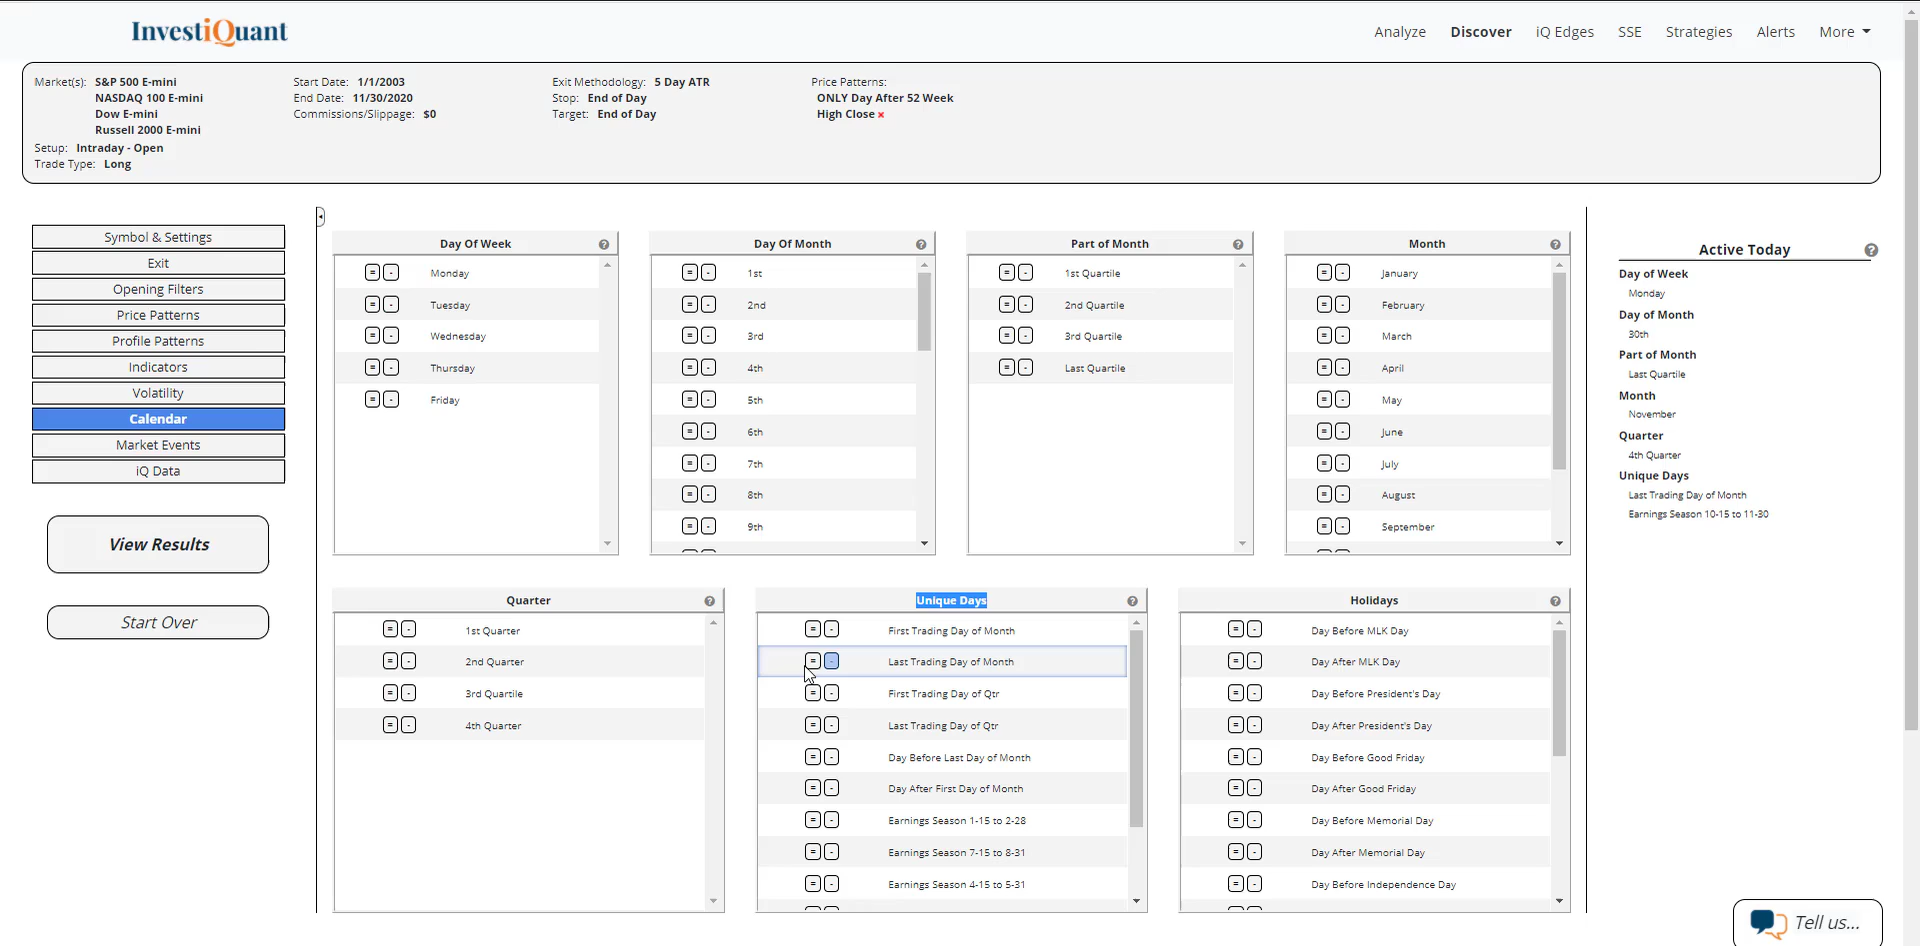 InvestiQuant
Analyze Discover iQ Edges SSE Strategies Alerts More
Market(s): S&P 500 E-mini
NASDAQ 100 E-mini
Dow E-mini
Russell 2000 E-mini
Setup: Intraday - Open
Trade Type: Long
Start Date: 1/1/2003
End Date: 11/30/2020
Commissions/Slippage: $0
Exit Methodology: 5 Day ATR
Stop: End of Day
Target: End of Day
Price Patterns:
ONLY Day After 52 Week
High Close x
Symbol & Settings
Exit
Opening Filters
Price Patterns
Profile Patterns
Indicators
Volatility
Calendar
Market Events
iQ Data
View Results
Start Over
Day Of Week ?
= - Monday
= - Tuesday
= - Wednesday
= - Thursday
= - Friday
Day Of Month ?
= - 1st
= - 2nd
= - 3rd
= - 4th
= - 5th
= - 6th
= - 7th
= - 8th
= - 9th
Part of Month ?
= - 1st Quartile
= - 2nd Quartile
= - 3rd Quartile
= - Last Quartile
Month ?
= - January
= - February
= - March
= - April
= - May
= - June
= - July
= - August
= - September
Quarter ?
= - 1st Quarter
= - 2nd Quarter
= - 3rd Quartile
= - 4th Quarter
Unique Days ?
= - First Trading Day of Month
= - Last Trading Day of Month
= - First Trading Day of Qtr
= - Last Trading Day of Qtr
= - Day Before Last Day of Month
= - Day After First Day of Month
= - Earnings Season 1-15 to 2-28
= - Earnings Season 7-15 to 8-31
= - Earnings Season 4-15 to 5-31
Holidays ?
= - Day Before MLK Day
= - Day After MLK Day
= - Day Before President's Day
= - Day After President's Day
= - Day Before Good Friday
= - Day After Good Friday
= - Day Before Memorial Day
= - Day After Memorial Day
= - Day Before Independence Day
Active Today ?
Day of Week
Monday
Day of Month
30th
Part of Month
Last Quartile
Month
November
Quarter
4th Quarter
Unique Days
Last Trading Day of Month
Earnings Season 10-15 to 11-30
Tell us...